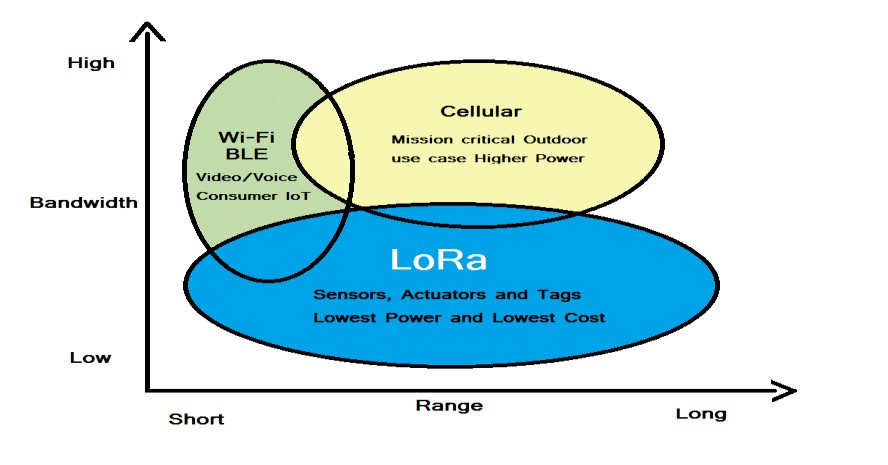 High
Cellular
Wi-Fi
BLE
Mission critical Outdoor
use case Higher Power
Video/Voice
Consumer IoT
Bandwidth
LoRa
Sensors, Actuators and Tags
Lowest Power and Lowest Cost
Low
Short
Range
Long